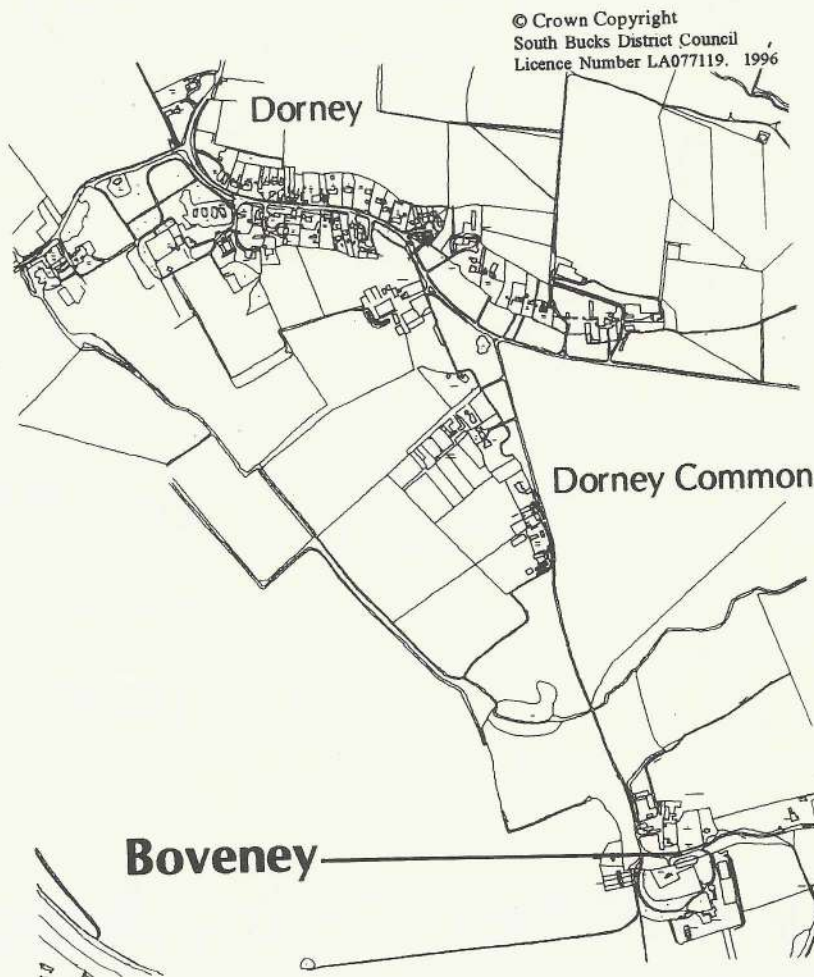 © Crown Copyright
South Bucks District Council
Licence Number LA077119. 1996
Dorney
Dorney Common
Boveney